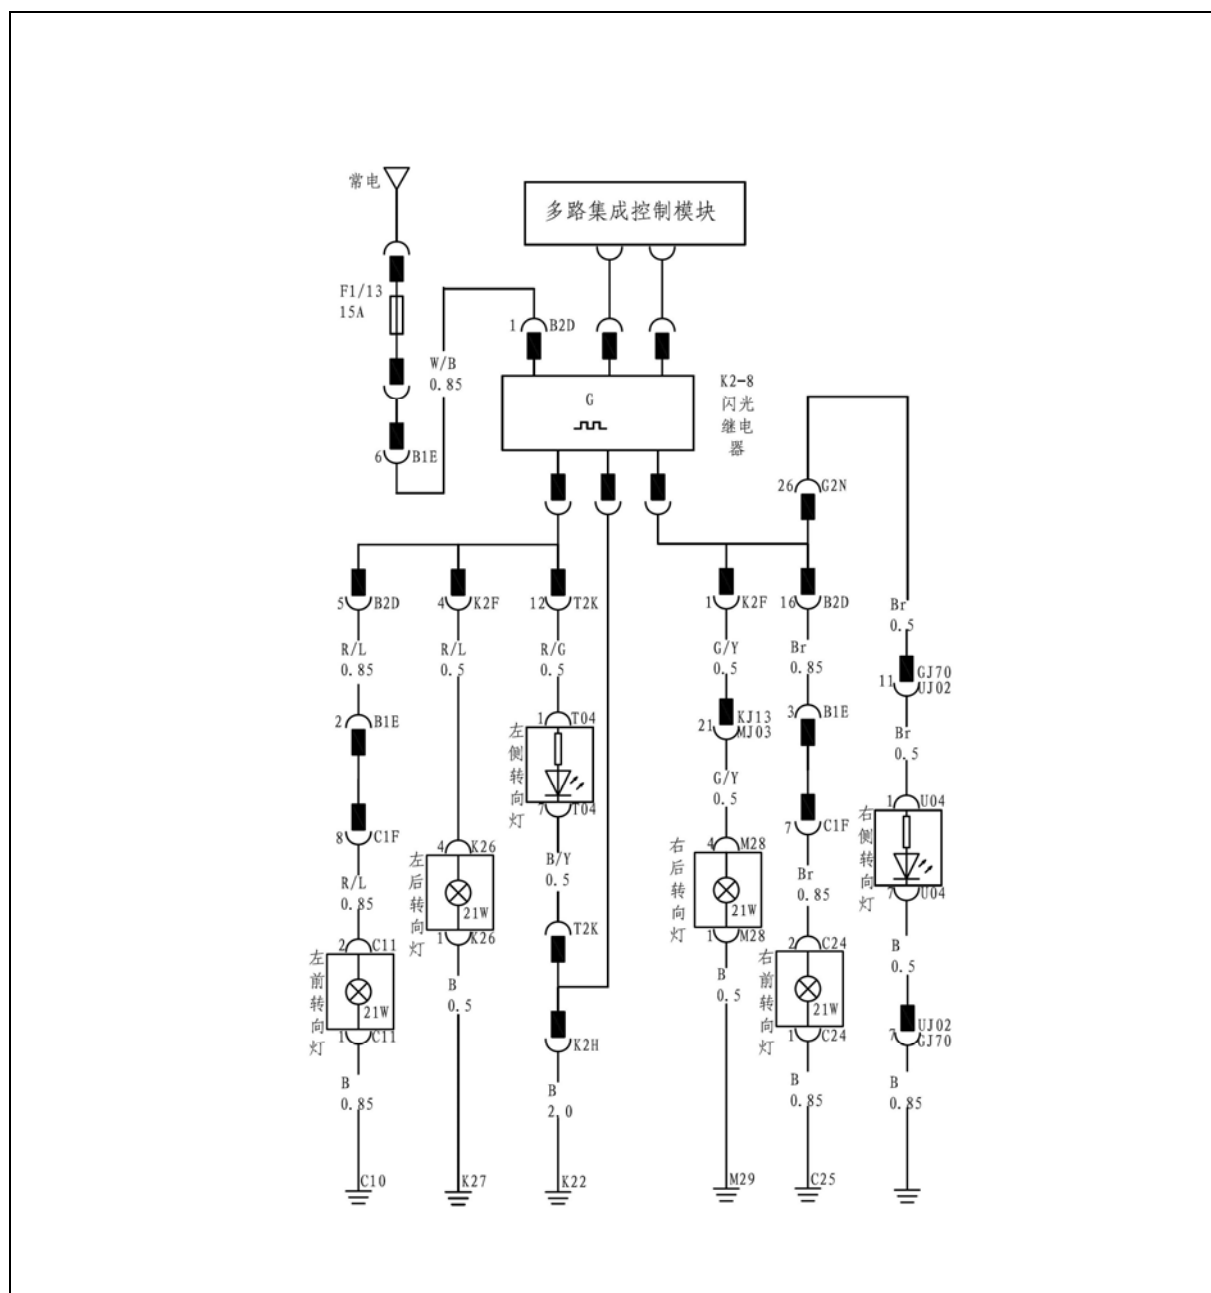 常电
多路集成控制模块
F1/13
15A
1
B2D
W/B
0.85
G
K2-8
闪光
继电
器
6
B1E
26
G2N
5
B2D
4
K2F
12
T2K
1
K2F
16
B2D
R/L
0.85
R/L
0.5
R/G
0.5
G/Y
0.5
Br
0.85
Br
0.5
11
GJ70
UJ02
2
B1E
1
T04
左侧转向灯
7
T04
21
KJ13
MJ03
3
B1E
Br
0.5
G/Y
0.5
1
U04
右侧转向灯
7
U04
8
C1F
7
C1F
R/L
0.85
4
K26
左后转向灯
21W
1
K26
B/Y
0.5
4
M28
右后转向灯
21W
1
M28
Br
0.85
2
C11
左前转向灯
21W
1
C11
T2K
2
C24
右前转向灯
21W
1
C24
B
0.5
B
0.5
B
0.5
K2H
7
UJ02
GJ70
B
0.85
B
2.0
B
0.85
B
0.85
C10
K27
K22
M29
C25